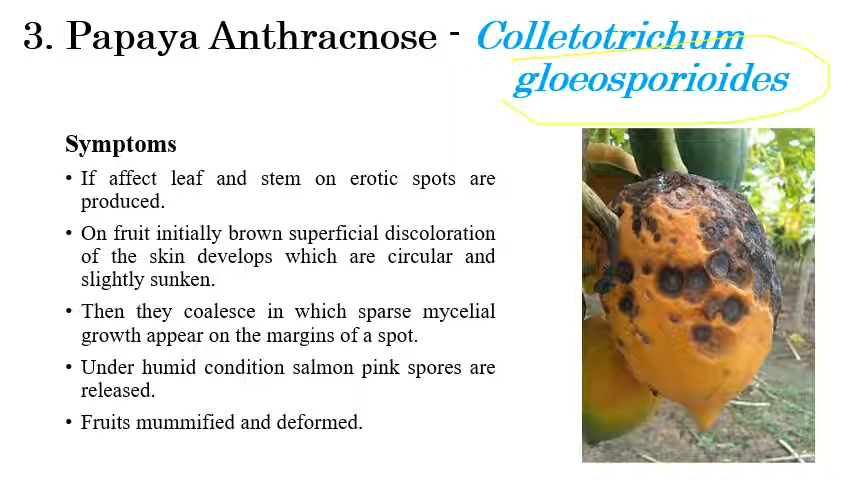 3. Papaya Anthracnose - Colletotrichum
gloeosporioides
Symptoms
• If affect leaf and stem on erotic spots are
produced.
• On fruit initially brown superficial discoloration
of the skin develops which are circular and
slightly sunken.
• Then they coalesce in which sparse mycelial
growth appear on the margins of a spot.
• Under humid condition salmon pink spores are
released.
• Fruits mummified and deformed.